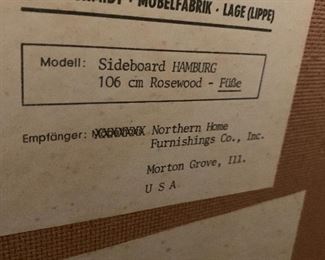 · MÖBELFABRIK · LAGE (LIPPE)
Modell: Sideboard HAMBURG
106 cm Rosewood - Füße
Empfänger: Northern Home
Furnishings Co., Inc.
Morton Grove, Ill.
U S A